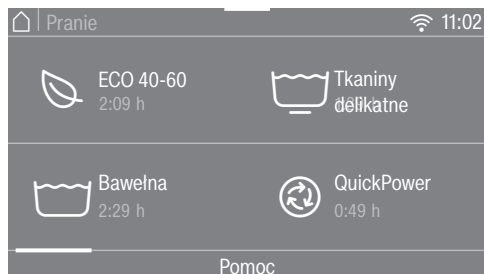 Pranie
11:02
ECO 40-60
2:09 h
Tkaniny
delikatne
Bawełna
2:29 h
QuickPower
0:49 h
Pomoc